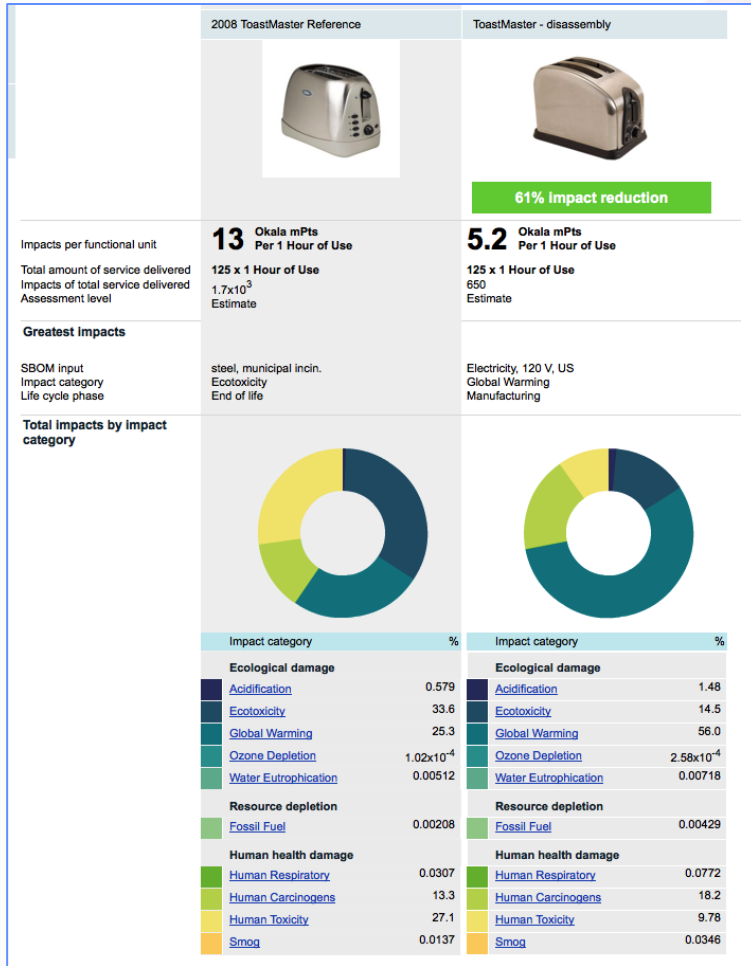 2008 ToastMaster Reference
ToastMaster - disassembly
61% impact reduction
Impacts per functional unit
13 Okala mPts
Per 1 Hour of Use
5.2 Okala mPts
Per 1 Hour of Use
Total amount of service delivered 125 x 1 Hour of Use 125 x 1 Hour of Use
Impacts of total service delivered 1.7x10³ 650
Assessment level Estimate Estimate
Greatest impacts
SBOM input steel, municipal incin. Electricity, 120 V, US
Impact category Ecotoxicity Global Warming
Life cycle phase End of life Manufacturing
Total impacts by impact
category
Impact category % Impact category %
Ecological damage Ecological damage
Acidification 0.579 Acidification 1.48
Ecotoxicity 33.6 Ecotoxicity 14.5
Global Warming 25.3 Global Warming 56.0
Ozone Depletion 1.02x10⁻⁴ Ozone Depletion 2.58x10⁻⁴
Water Eutrophication 0.00512 Water Eutrophication 0.00718
Resource depletion Resource depletion
Fossil Fuel 0.00208 Fossil Fuel 0.00429
Human health damage Human health damage
Human Respiratory 0.0307 Human Respiratory 0.0772
Human Carcinogens 13.3 Human Carcinogens 18.2
Human Toxicity 27.1 Human Toxicity 9.78
Smog 0.0137 Smog 0.0346